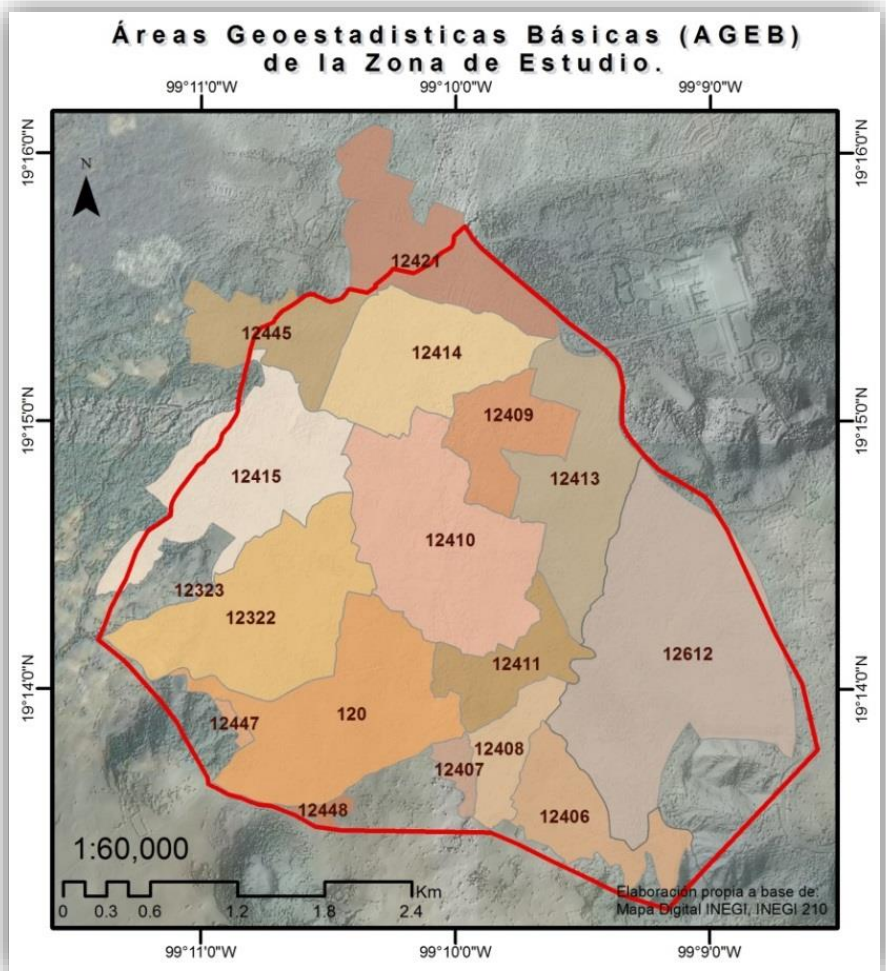 Áreas Geoestadisticas Básicas (AGEB)
de la Zona de Estudio.
99°11'0"W 99°10'0"W 99°9'0"W
19°16'0"N 19°16'0"N
N
12421
12445
12414
19°15'0"N 19°15'0"N
12409
12415
12413
12410
12323
12322
12411
12612
19°14'0"N 19°14'0"N
12447
120
12408
12407
12448
12406
1:60,000
Km
0 0.3 0.6 1.2 1.8 2.4
Elaboración propia a base de:
Mapa Digital INEGI, INEGI 210
99°11'0"W 99°10'0"W 99°9'0"W